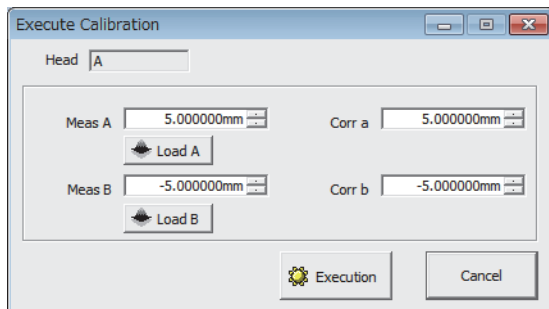 Execute Calibration
Head A
Meas A 5.000000mm Corr a 5.000000mm
Load A
Meas B -5.000000mm Corr b -5.000000mm
Load B
Execution Cancel